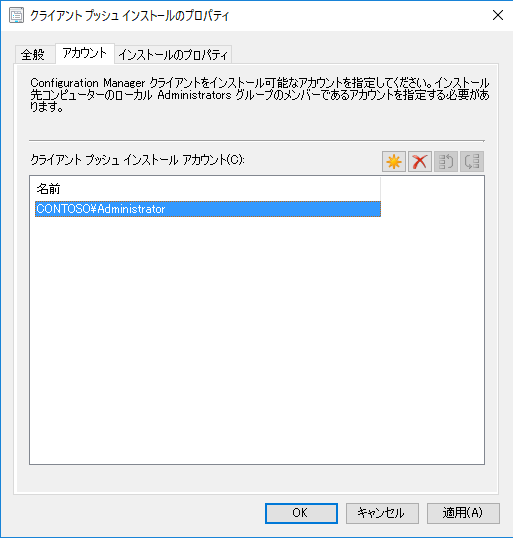 クライアント プッシュ インストールのプロパティ
全般
アカウント
インストールのプロパティ
Configuration Manager クライアントをインストール可能なアカウントを指定してください。インストール
先コンピューターのローカル Administrators グループのメンバーであるアカウントを指定する必要があ
ります。
クライアント プッシュ インストール アカウント(C):
名前
CONTOSO¥Administrator
OK
キャンセル
適用(A)